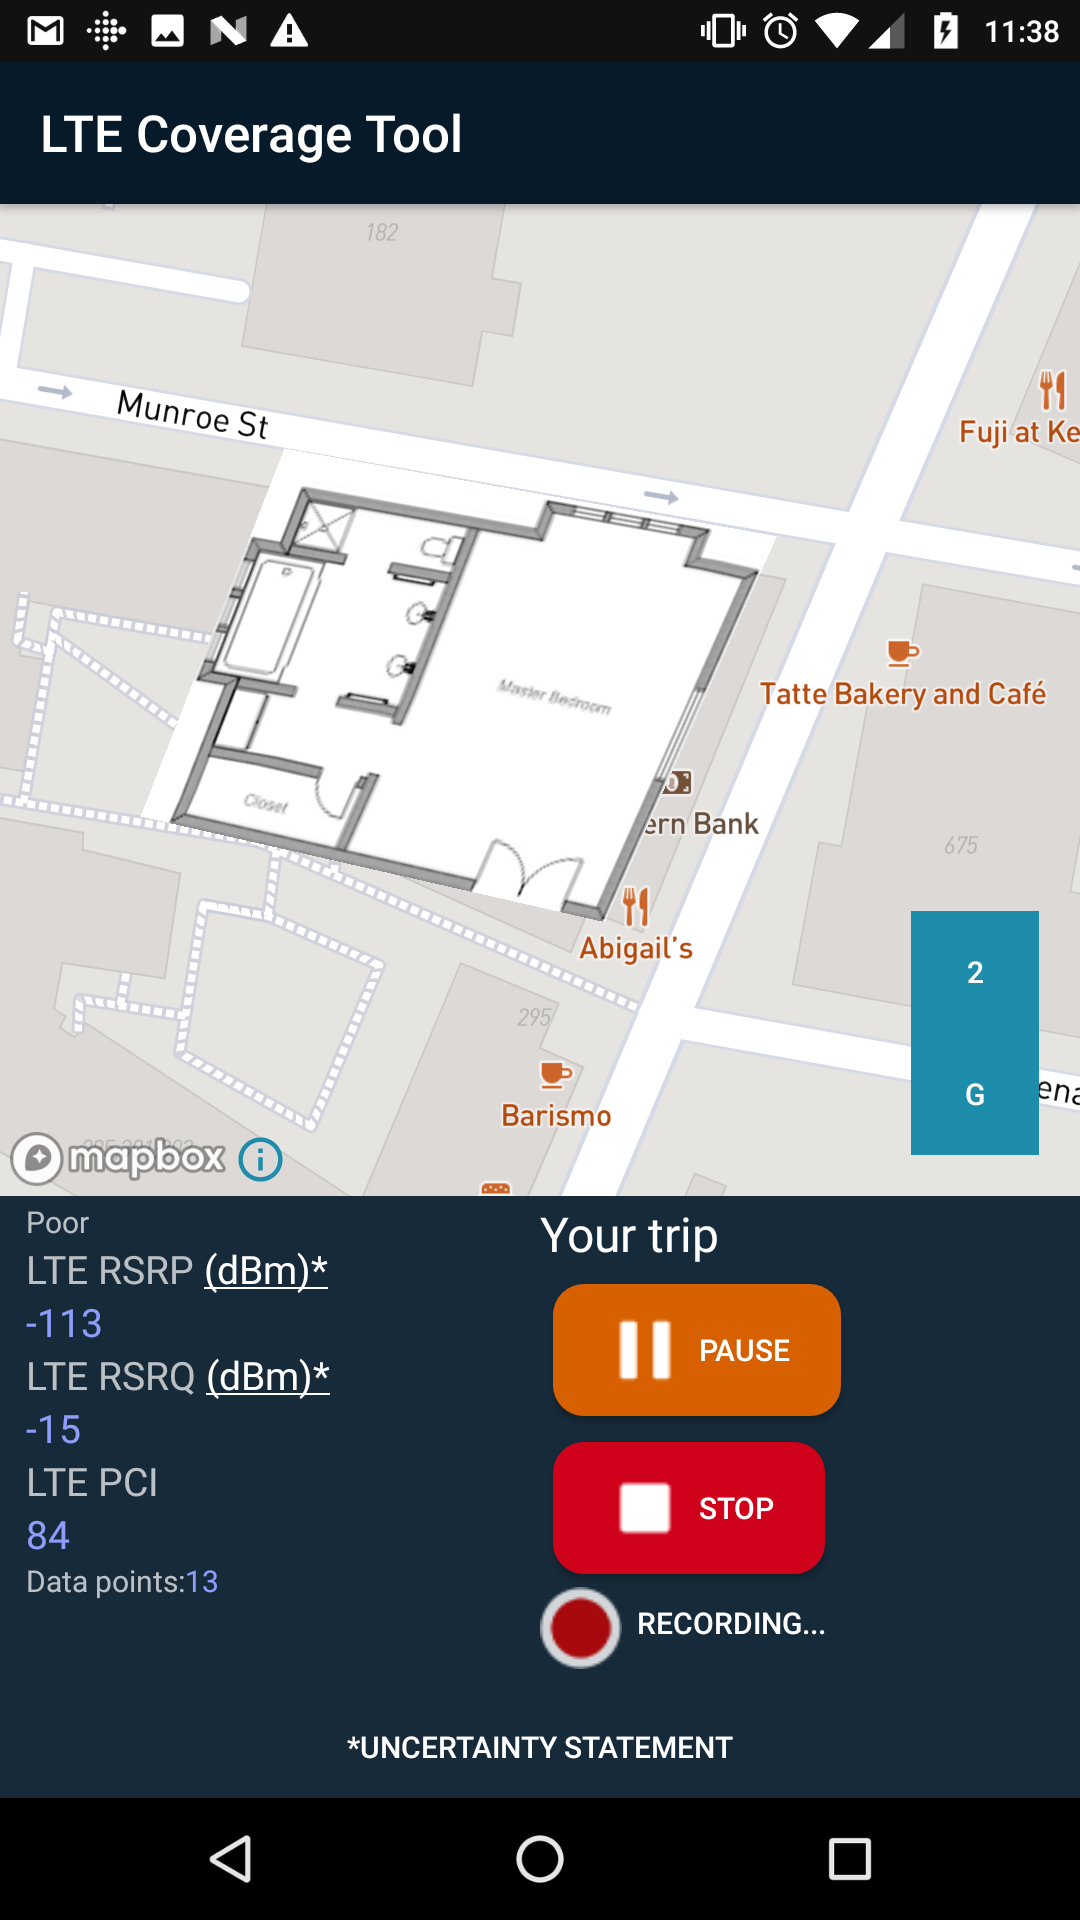 11:38
LTE Coverage Tool
182
Munroe St
Fuji at Ke
Master Bedroom
Tatte Bakery and Café
Closet
ern Bank
675
Abigail's
2
295
G
ena
Barismo
mapbox
Poor
LTE RSRP (dBm)*
-113
LTE RSRQ (dBm)*
-15
LTE PCI
84
Data points:13
Your trip
PAUSE
STOP
RECORDING...
*UNCERTAINTY STATEMENT